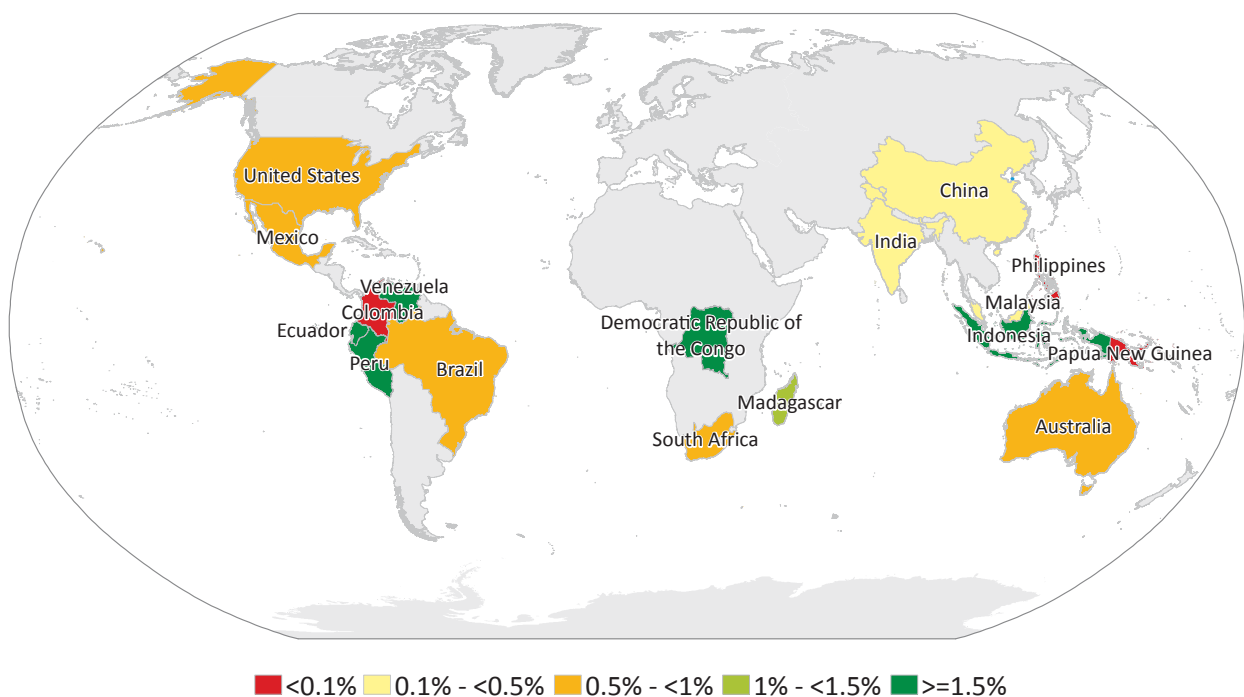 United States
China
Mexico
India
Philippines
Venezuela
Malaysia
Colombia
Ecuador
Democratic Republic of
the Congo
Indonesia
Papua New Guinea
Peru
Brazil
Madagascar
South Africa
Australia
<0.1% 0.1% - <0.5% 0.5% - <1% 1% - <1.5% >=1.5%